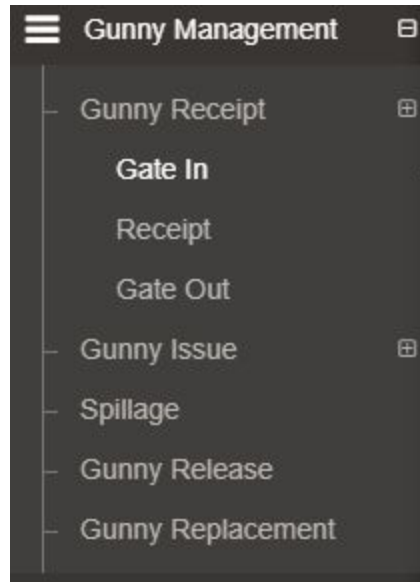 Gunny Management
Gunny Receipt
Gate In
Receipt
Gate Out
Gunny Issue
Spillage
Gunny Release
Gunny Replacement